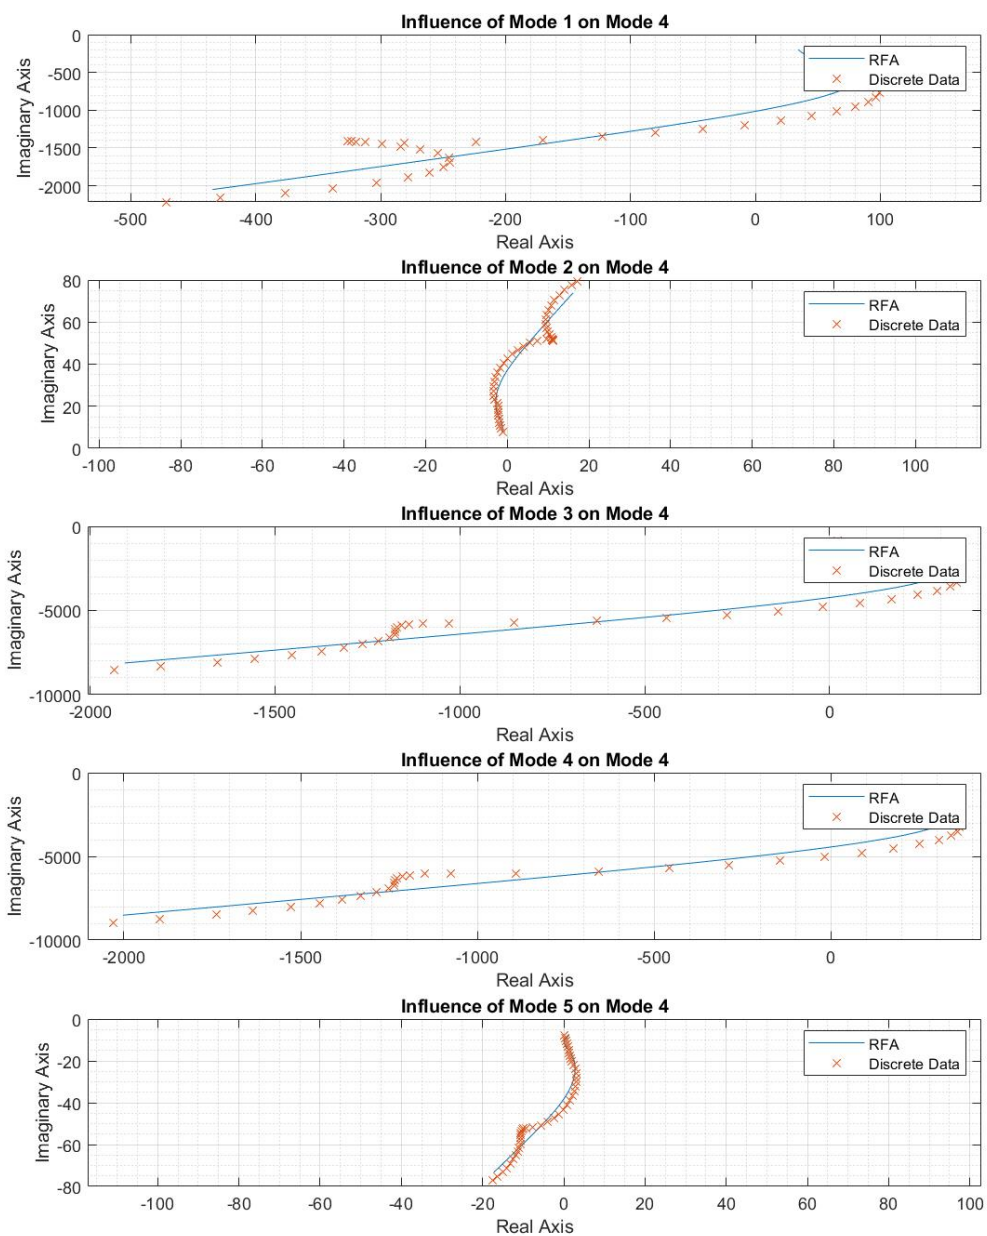 Influence of Mode 1 on Mode 4
0
-500
-1000
-1500
-2000
Imaginary Axis
RFA
Discrete Data
-500 -400 -300 -200 -100 0 100
Real Axis
Influence of Mode 2 on Mode 4
80
60
40
20
0
Imaginary Axis
RFA
Discrete Data
-100 -80 -60 -40 -20 0 20 40 60 80 100
Real Axis
Influence of Mode 3 on Mode 4
0
-5000
-10000
Imaginary Axis
RFA
Discrete Data
-2000 -1500 -1000 -500 0
Real Axis
Influence of Mode 4 on Mode 4
0
-5000
-10000
Imaginary Axis
RFA
Discrete Data
-2000 -1500 -1000 -500 0
Real Axis
Influence of Mode 5 on Mode 4
0
-20
-40
-60
-80
Imaginary Axis
RFA
Discrete Data
-100 -80 -60 -40 -20 0 20 40 60 80 100
Real Axis